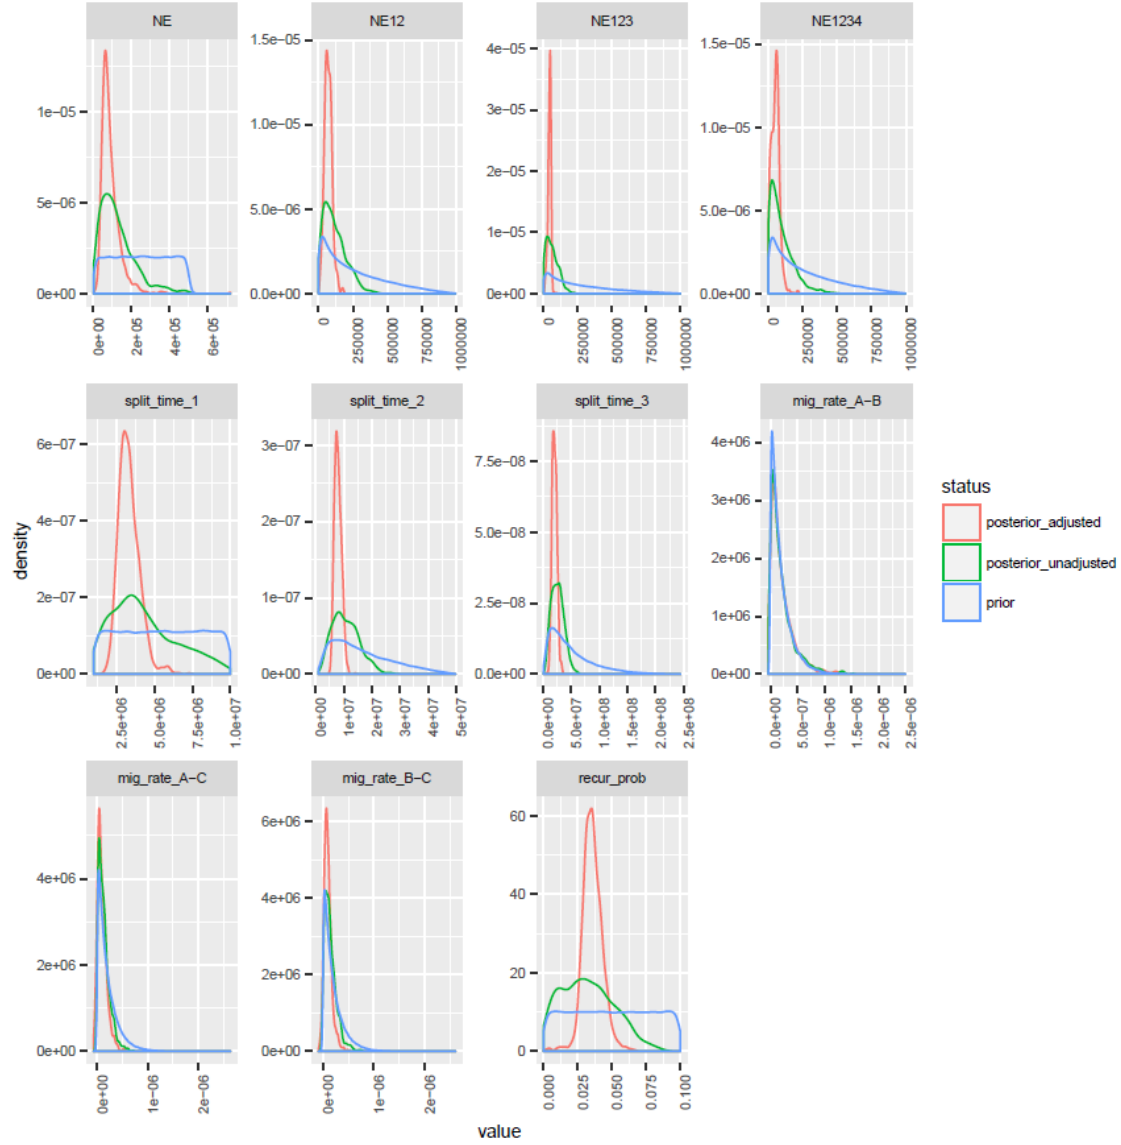 NE NE12 NE123 NE1234
1e−05
5e−06
0e+00
0e+00 2e+05 4e+05 6e+05
1.5e−05
1.0e−05
5.0e−06
0.0e+00
0 250000 500000 750000 1000000
4e−05
3e−05
2e−05
1e−05
0e+00
0 250000 500000 750000 1000000
1.5e−05
1.0e−05
5.0e−06
0.0e+00
0 250000 500000 750000 1000000
split_time_1 split_time_2 split_time_3 mig_rate_A−B
6e−07
4e−07
2e−07
0e+00
2.5e+06 5.0e+06 7.5e+06 1.0e+07
3e−07
2e−07
1e−07
0e+00
0.0e+00 1e+07 2e+07 3e+07 4e+07 5e+07
7.5e−08
5.0e−08
2.5e−08
0.0e+00
0.0e+00 5.0e+07 1.0e+08 1.5e+08 2.0e+08 2.5e+08
4e+06
3e+06
2e+06
1e+06
0e+00
0.0e+00 5.0e−07 1.0e−06 1.5e−06 2.0e−06 2.5e−06
mig_rate_A−C mig_rate_B−C recur_prob
4e+06
2e+06
0e+00
0e+00 1e−06 2e−06
6e+06
4e+06
2e+06
0e+00
0e+00 1e−06 2e−06
60
40
20
0
0.000 0.025 0.050 0.075 0.100
density
value
status
posterior_adjusted
posterior_unadjusted
prior